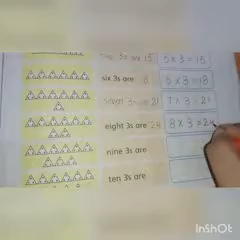 five 3s are 15 5 x 3 = 15
six 3s are 18 6 x 3 = 18
seven 3s are 21 7 x 3 = 21
eight 3s are 24 8 x 3 = 24
nine 3s are
ten 3s are
InShOt